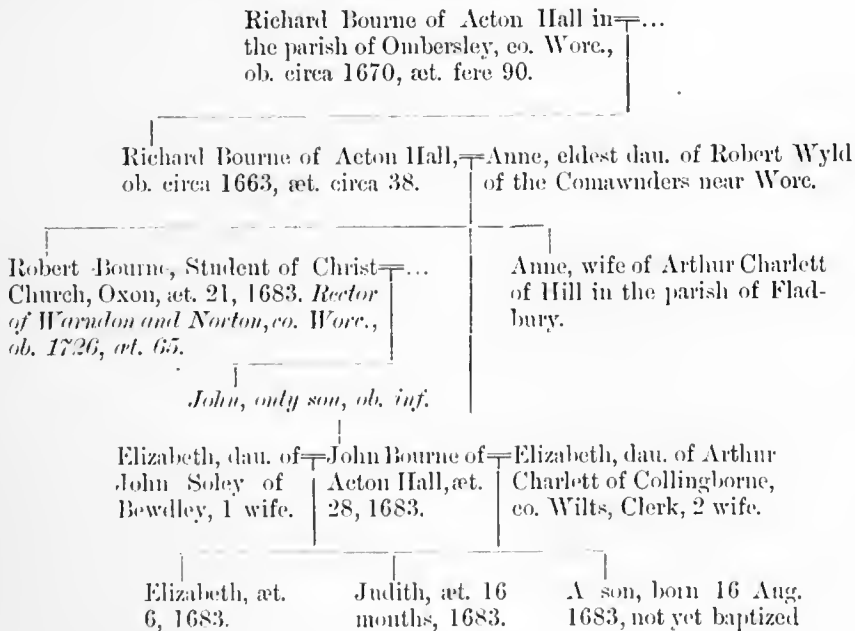 Richard Bourne of Acton Hall in ...
the parish of Ombersley, co. Worc.,
ob. circa 1670, æt. fere 90.
Richard Bourne of Acton Hall,
ob. circa 1663, æt. circa 38.
Anne, eldest dau. of Robert Wyld
of the Comawnders near Worc.
Robert Bourne, Student of Christ ...
Church, Oxon, æt. 21, 1683. Rector
of Warndon and Norton, co. Worc.,
ob. 1726, æt. 65.
Anne, wife of Arthur Charlett
of Hill in the parish of Flad-
bury.
John, only son, ob. inf.
Elizabeth, dau. of
John Soley of
Bewdley, 1 wife.
John Bourne of
Acton Hall, æt.
28, 1683.
Elizabeth, dau. of Arthur
Charlett of Collingborne,
co. Wilts, Clerk, 2 wife.
Elizabeth, æt.
6, 1683.
Judith, æt. 16
months, 1683.
A son, born 16 Aug.
1683, not yet baptized